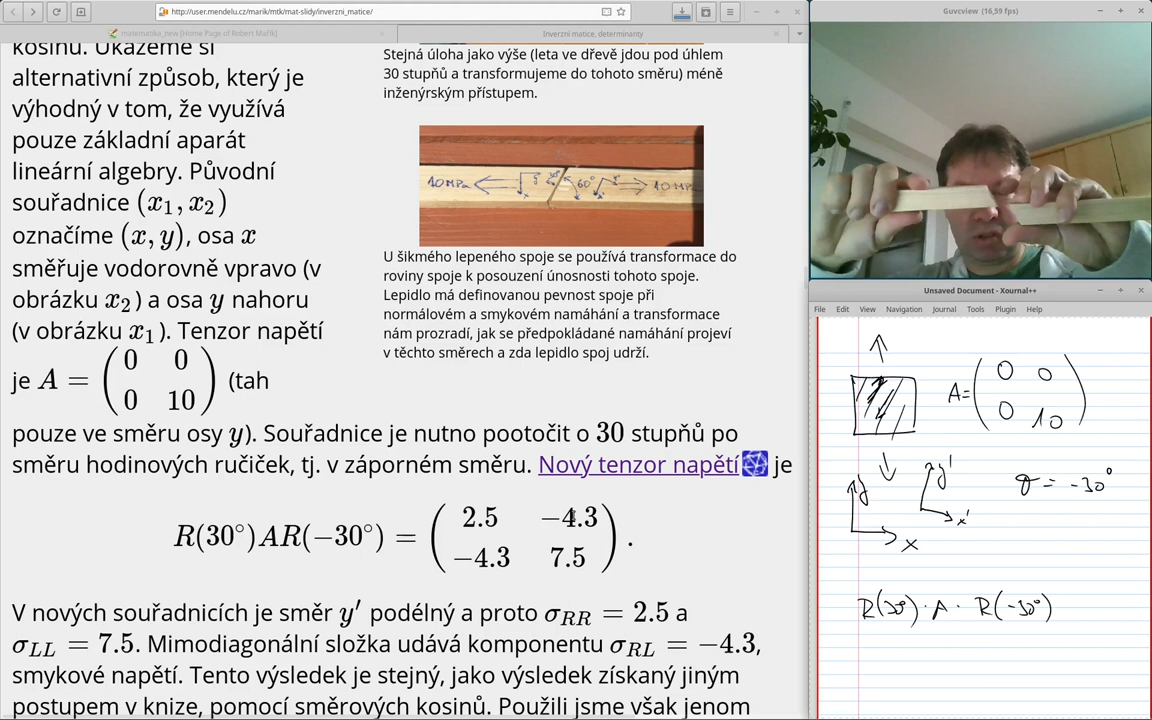 http://user.mendelu.cz/marik/mtk/mat-slidy/inverzni_matice/
matematika_new [Home Page of Robert Mařík]
Inverzní matice, determinanty
kosinů. Ukážeme si
alternativní způsob, který je
výhodný v tom, že využívá
pouze základní aparát
lineární algebry. Původní
souřadnice (x₁, x₂)
označíme (x, y), osa x
směřuje vodorovně vpravo (v
obrázku x₂) a osa y nahoru
(v obrázku x₁). Tenzor napětí
je A = ( 0 0
0 10 ) (tah
pouze ve směru osy y). Souřadnice je nutno pootočit o 30 stupňů po
směru hodinových ručiček, tj. v záporném směru. Nový tenzor napětí je
R(30°)AR(−30°) = ( 2.5 −4.3
−4.3 7.5 ) .
V nových souřadnicích je směr y′ podélný a proto σRR = 2.5 a
σLL = 7.5. Mimodiagonální složka udává komponentu σRL = −4.3,
smykové napětí. Tento výsledek je stejný, jako výsledek získaný jiným
postupem v knize, pomocí směrových kosinů. Použili jsme však jenom
Stejná úloha jako výše (leta ve dřevě jdou pod úhlem
30 stupňů a transformujeme do tohoto směru) méně
inženýrským přístupem.
10 MPa
60°
10 MPa
U šikmého lepeného spoje se používá transformace do
roviny spoje k posouzení únosnosti tohoto spoje.
Lepidlo má definovanou pevnost spoje při
normálovém a smykovém namáhání a transformace
nám prozradí, jak se předpokládané namáhání projeví
v těchto směrech a zda lepidlo spoj udrží.
Guvcview (16,59 fps)
Unsaved Document - Xournal++
File Edit View Navigation Journal Tools Plugin Help
A= ( 0 0
0 10 )
y y' x x'
= -30°
R(30°) · A · R(-30°)